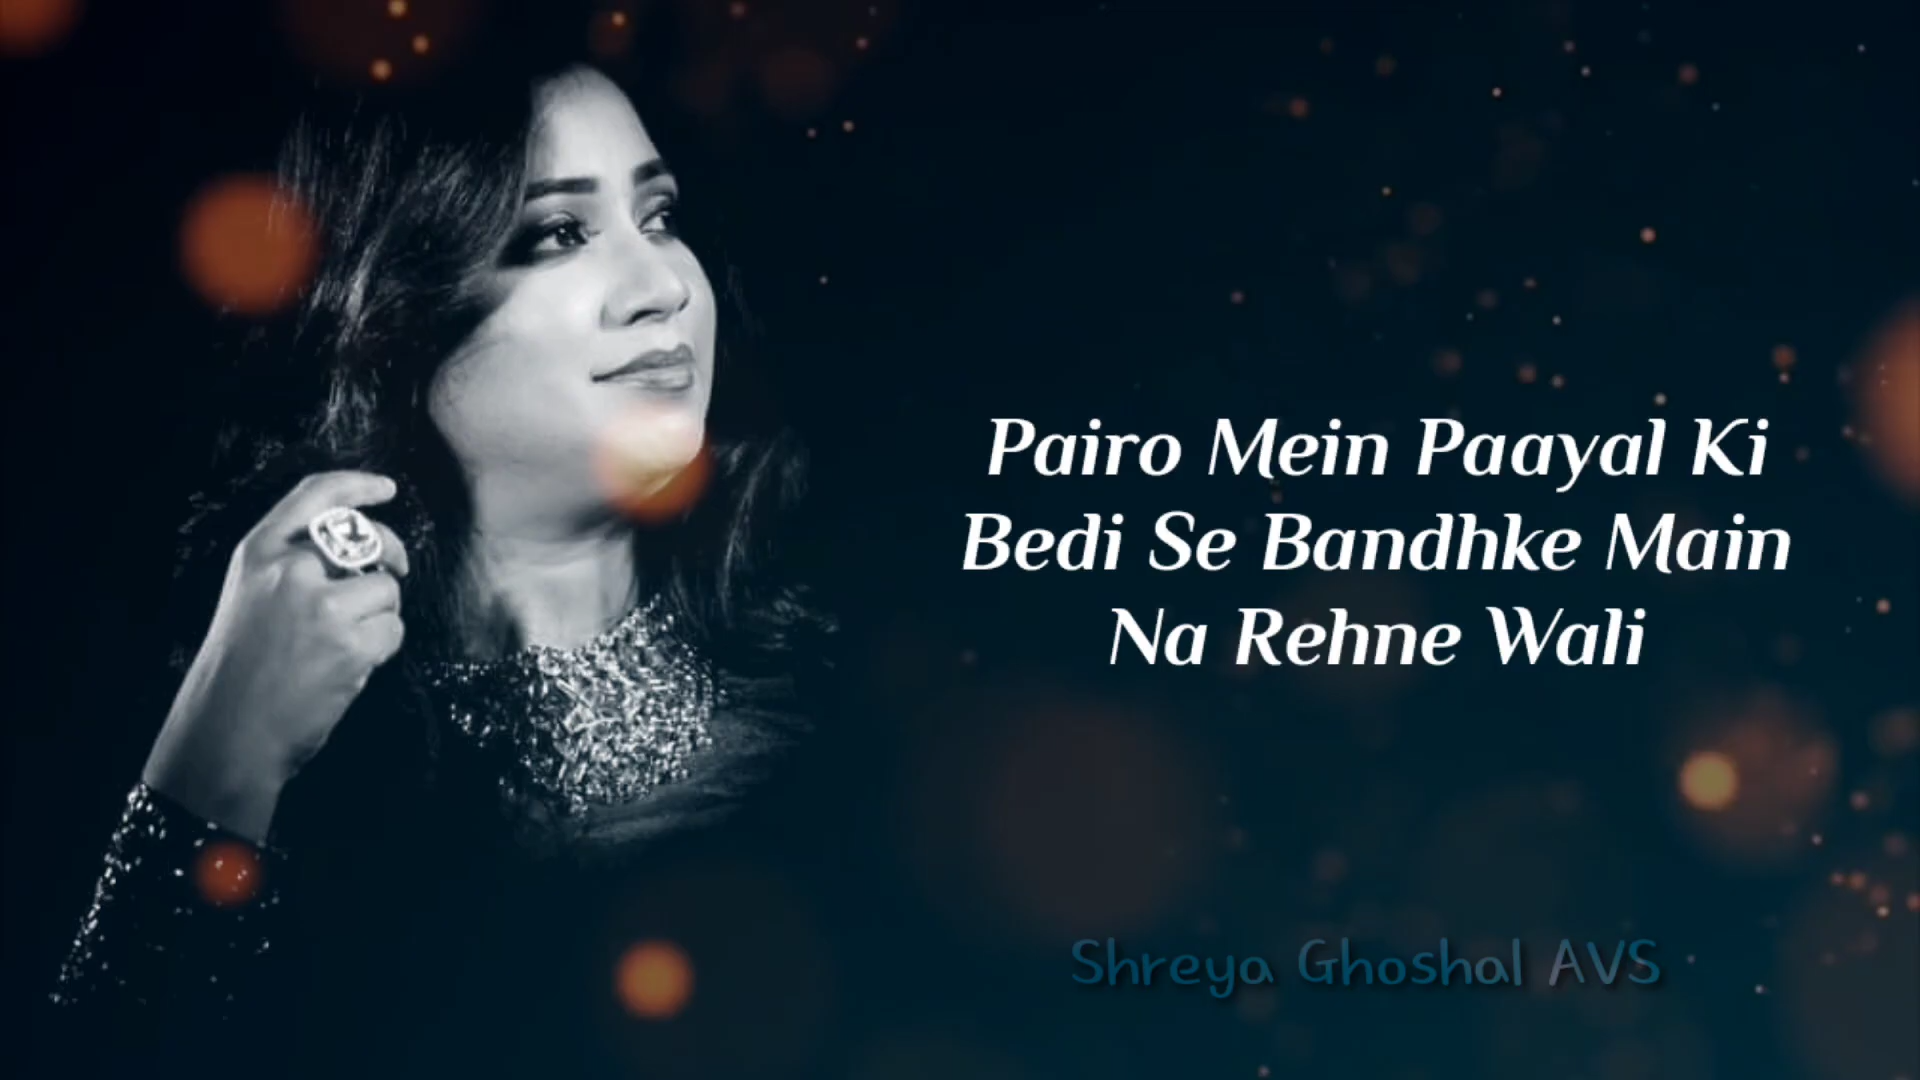 Pairo Mein Paayal Ki
Bedi Se Bandhke Main
Na Rehne Wali
Shreya Ghoshal AVS